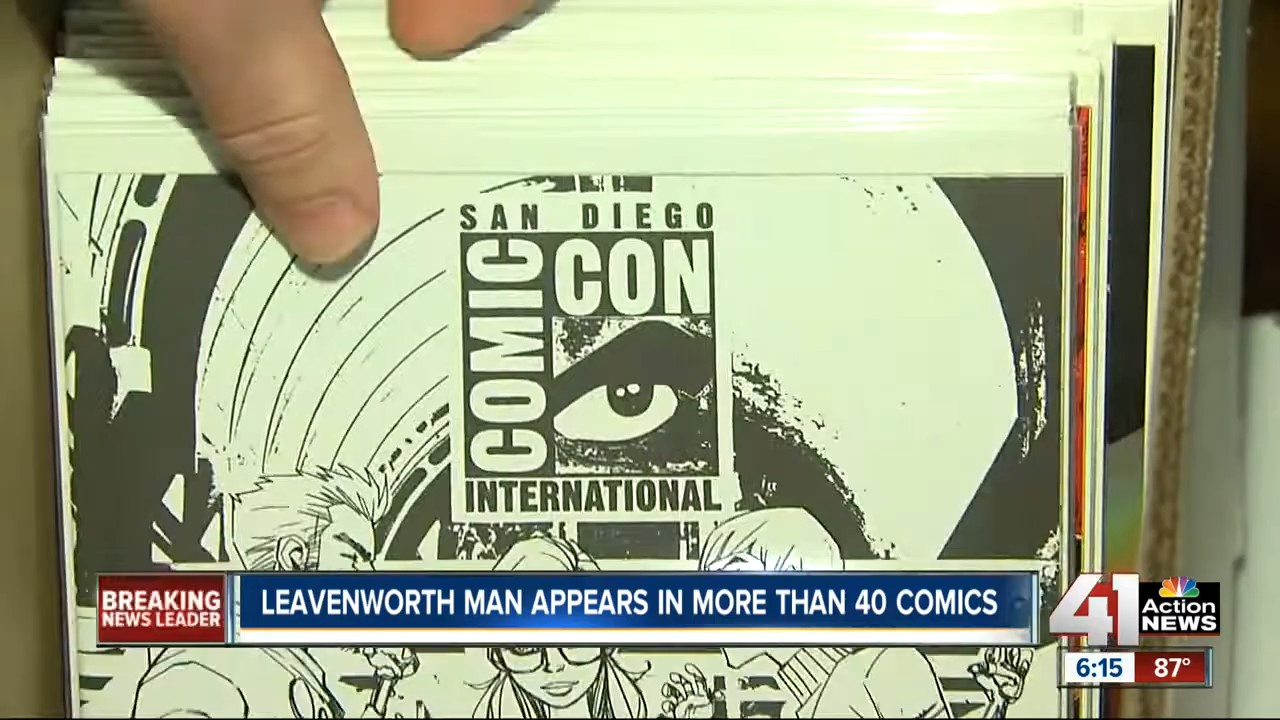 SAN DIEGO
COMIC
CON
INTERNATIONAL
BREAKING
NEWS LEADER
LEAVENWORTH MAN APPEARS IN MORE THAN 40 COMICS
41
Action
NEWS
6:15
87°